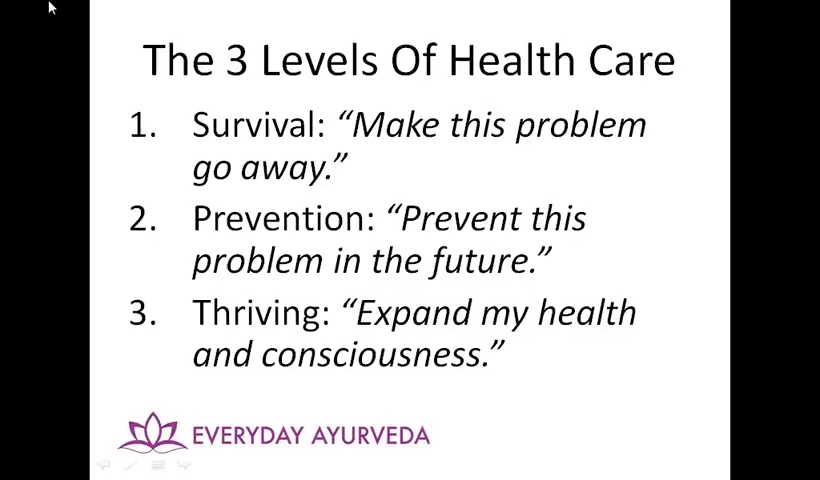 The 3 Levels Of Health Care
1. Survival: “Make this problem
go away.”
2. Prevention: “Prevent this
problem in the future.”
3. Thriving: “Expand my health
and consciousness.”
EVERYDAY AYURVEDA